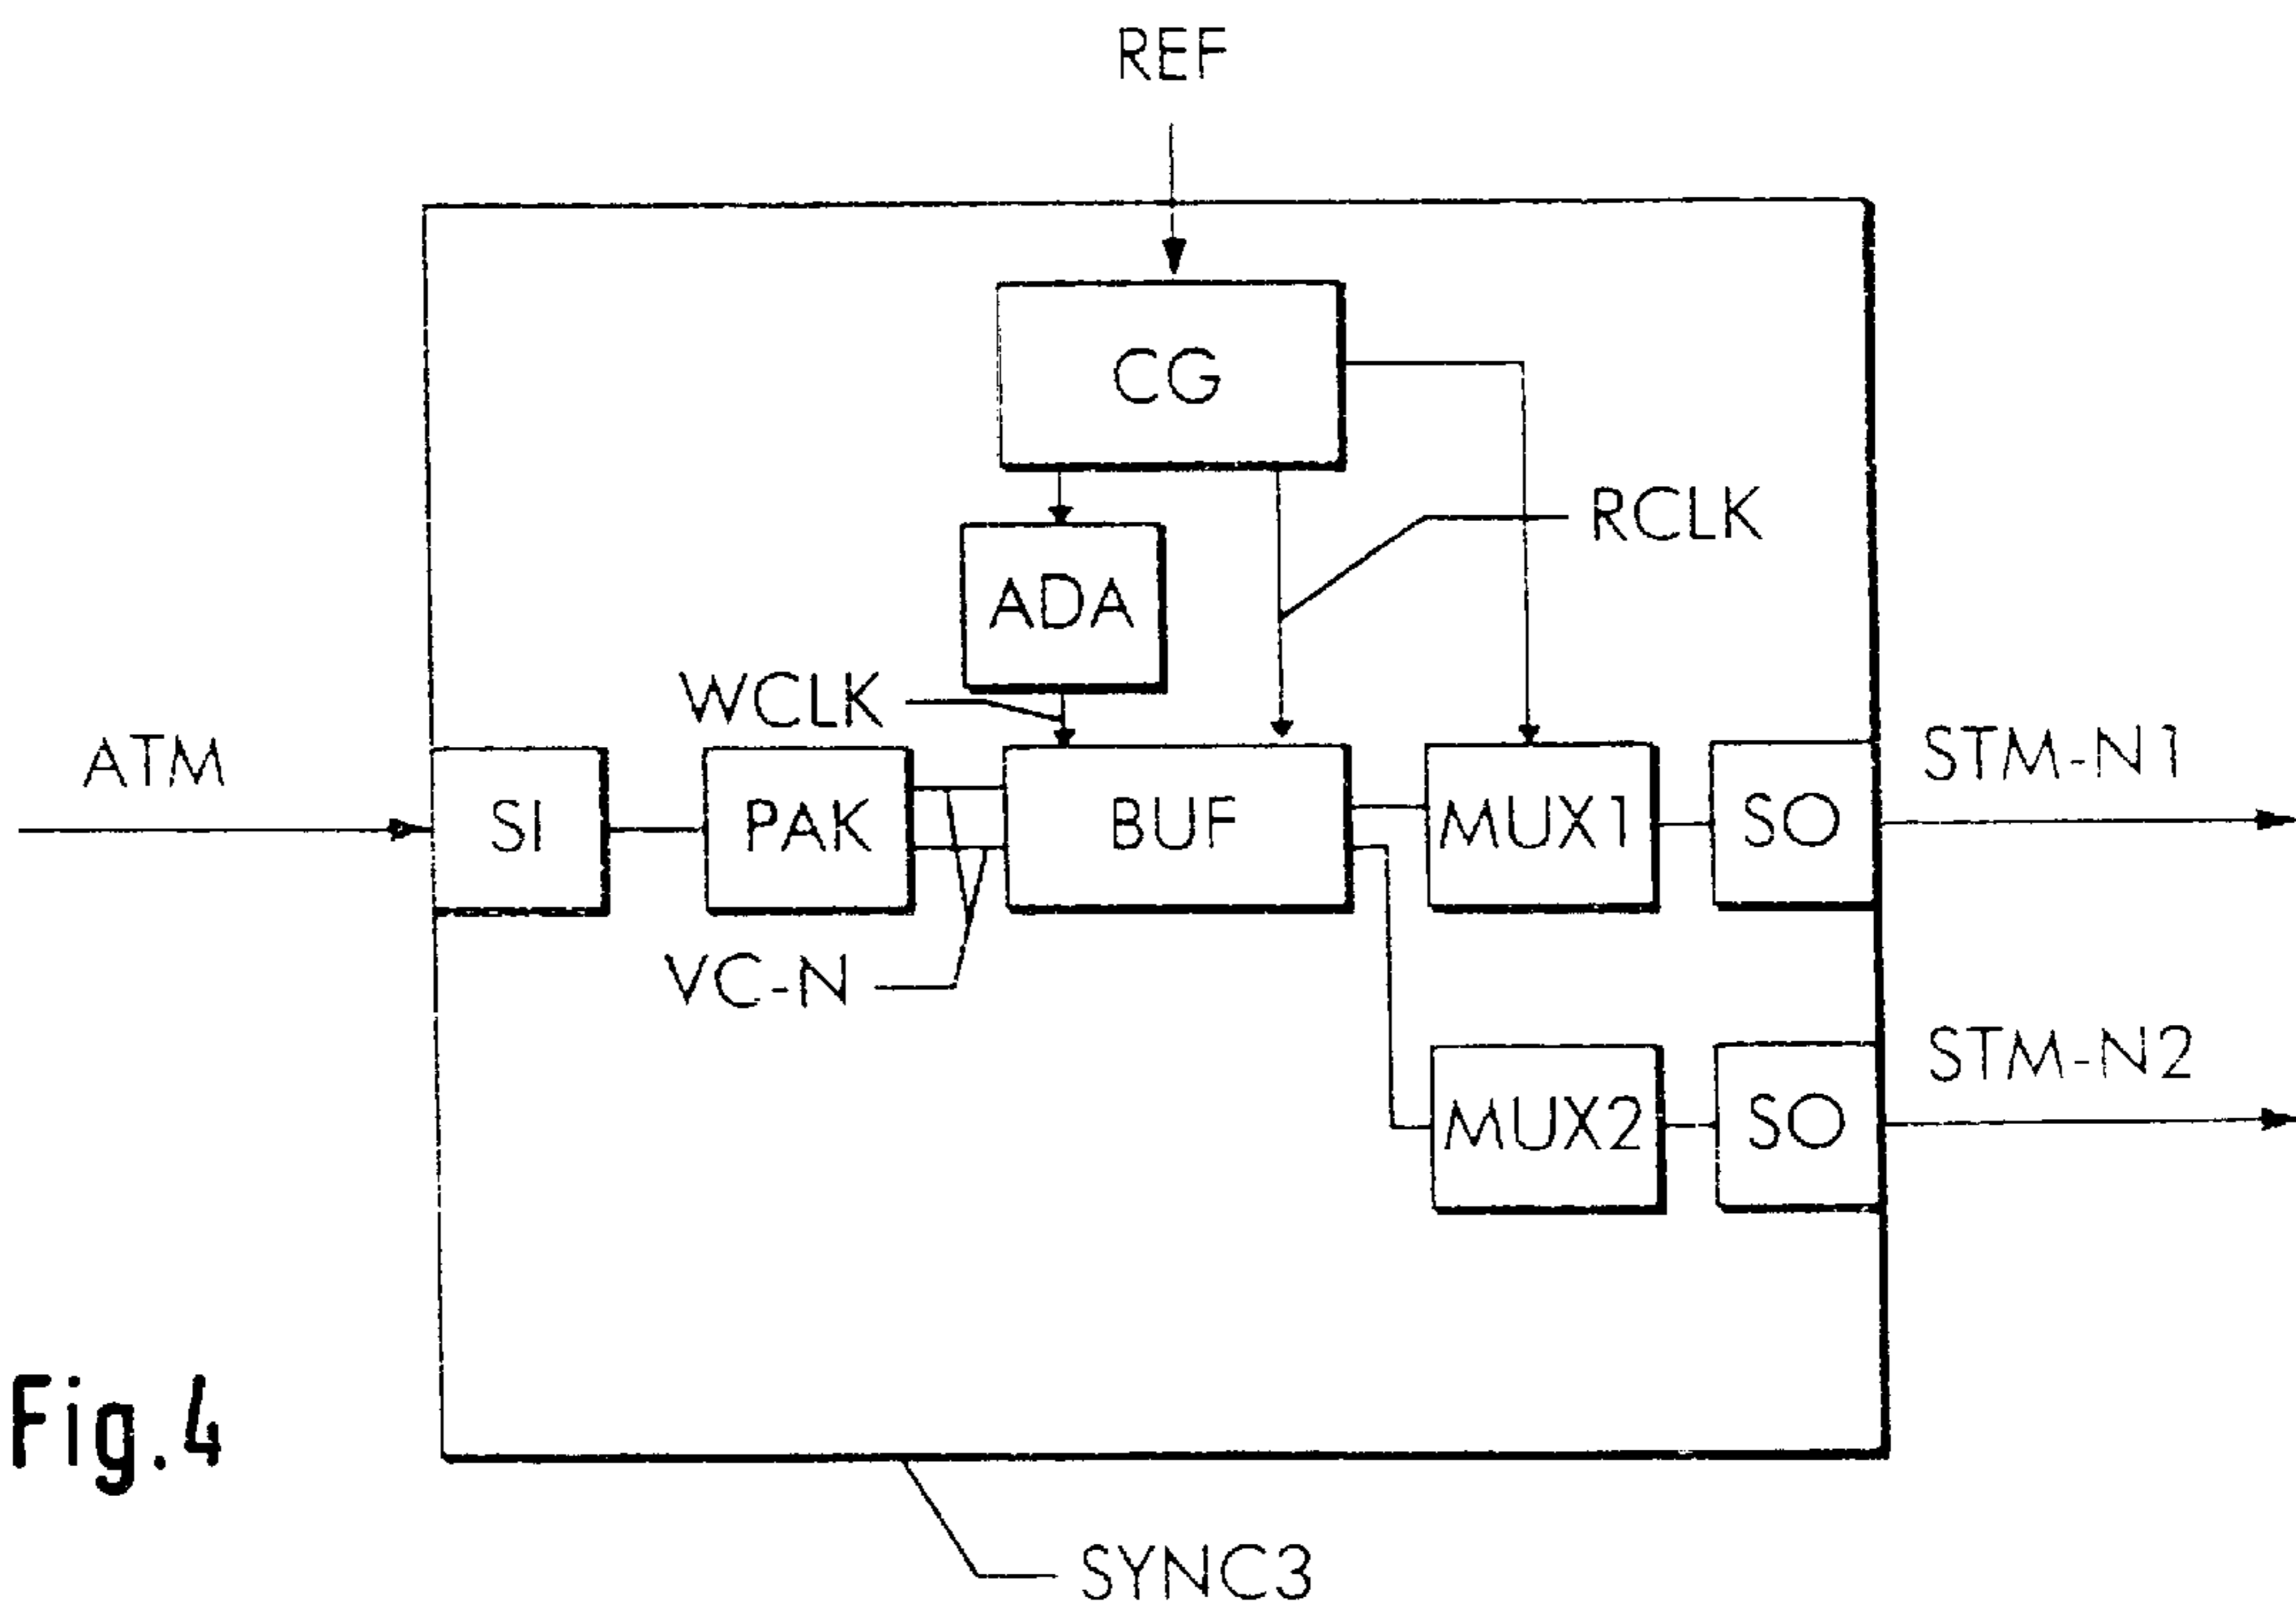 REF
CG
RCLK
ADA
WCLK
ATM
SI
PAK
BUF
MUX1
SO
STM-N1
VC-N
MUX2
SO
STM-N2
Fig.4
SYNC3